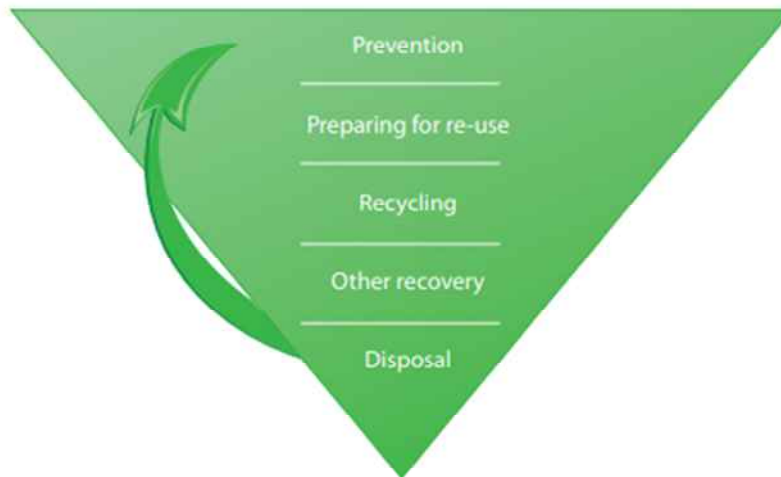 Prevention
Preparing for re-use
Recycling
Other recovery
Disposal